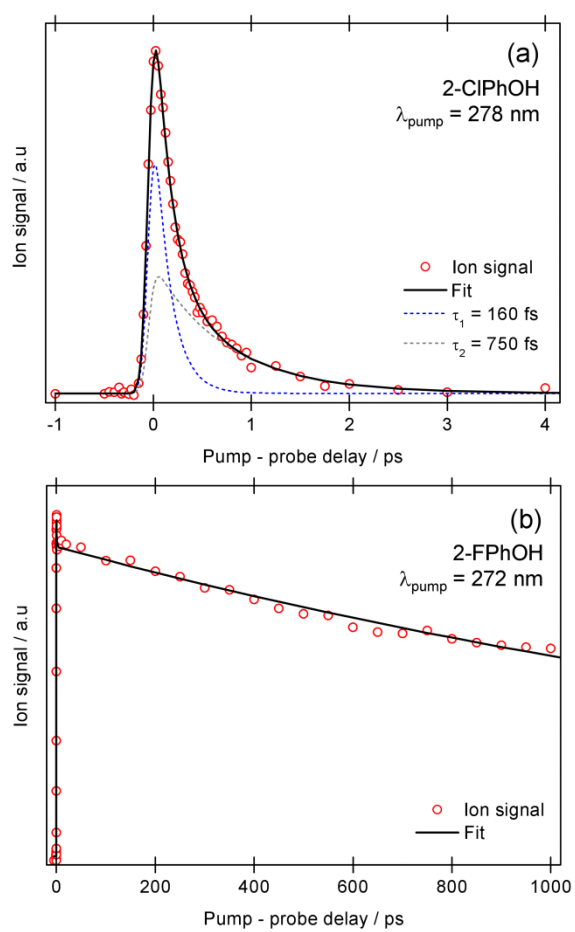 (a)
2-ClPhOH
λpump = 278 nm
Ion signal / a.u
Ion signal
Fit
τ1 = 160 fs
τ2 = 750 fs
-1 0 1 2 3 4
Pump - probe delay / ps
(b)
2-FPhOH
λpump = 272 nm
Ion signal / a.u
Ion signal
Fit
0 200 400 600 800 1000
Pump - probe delay / ps